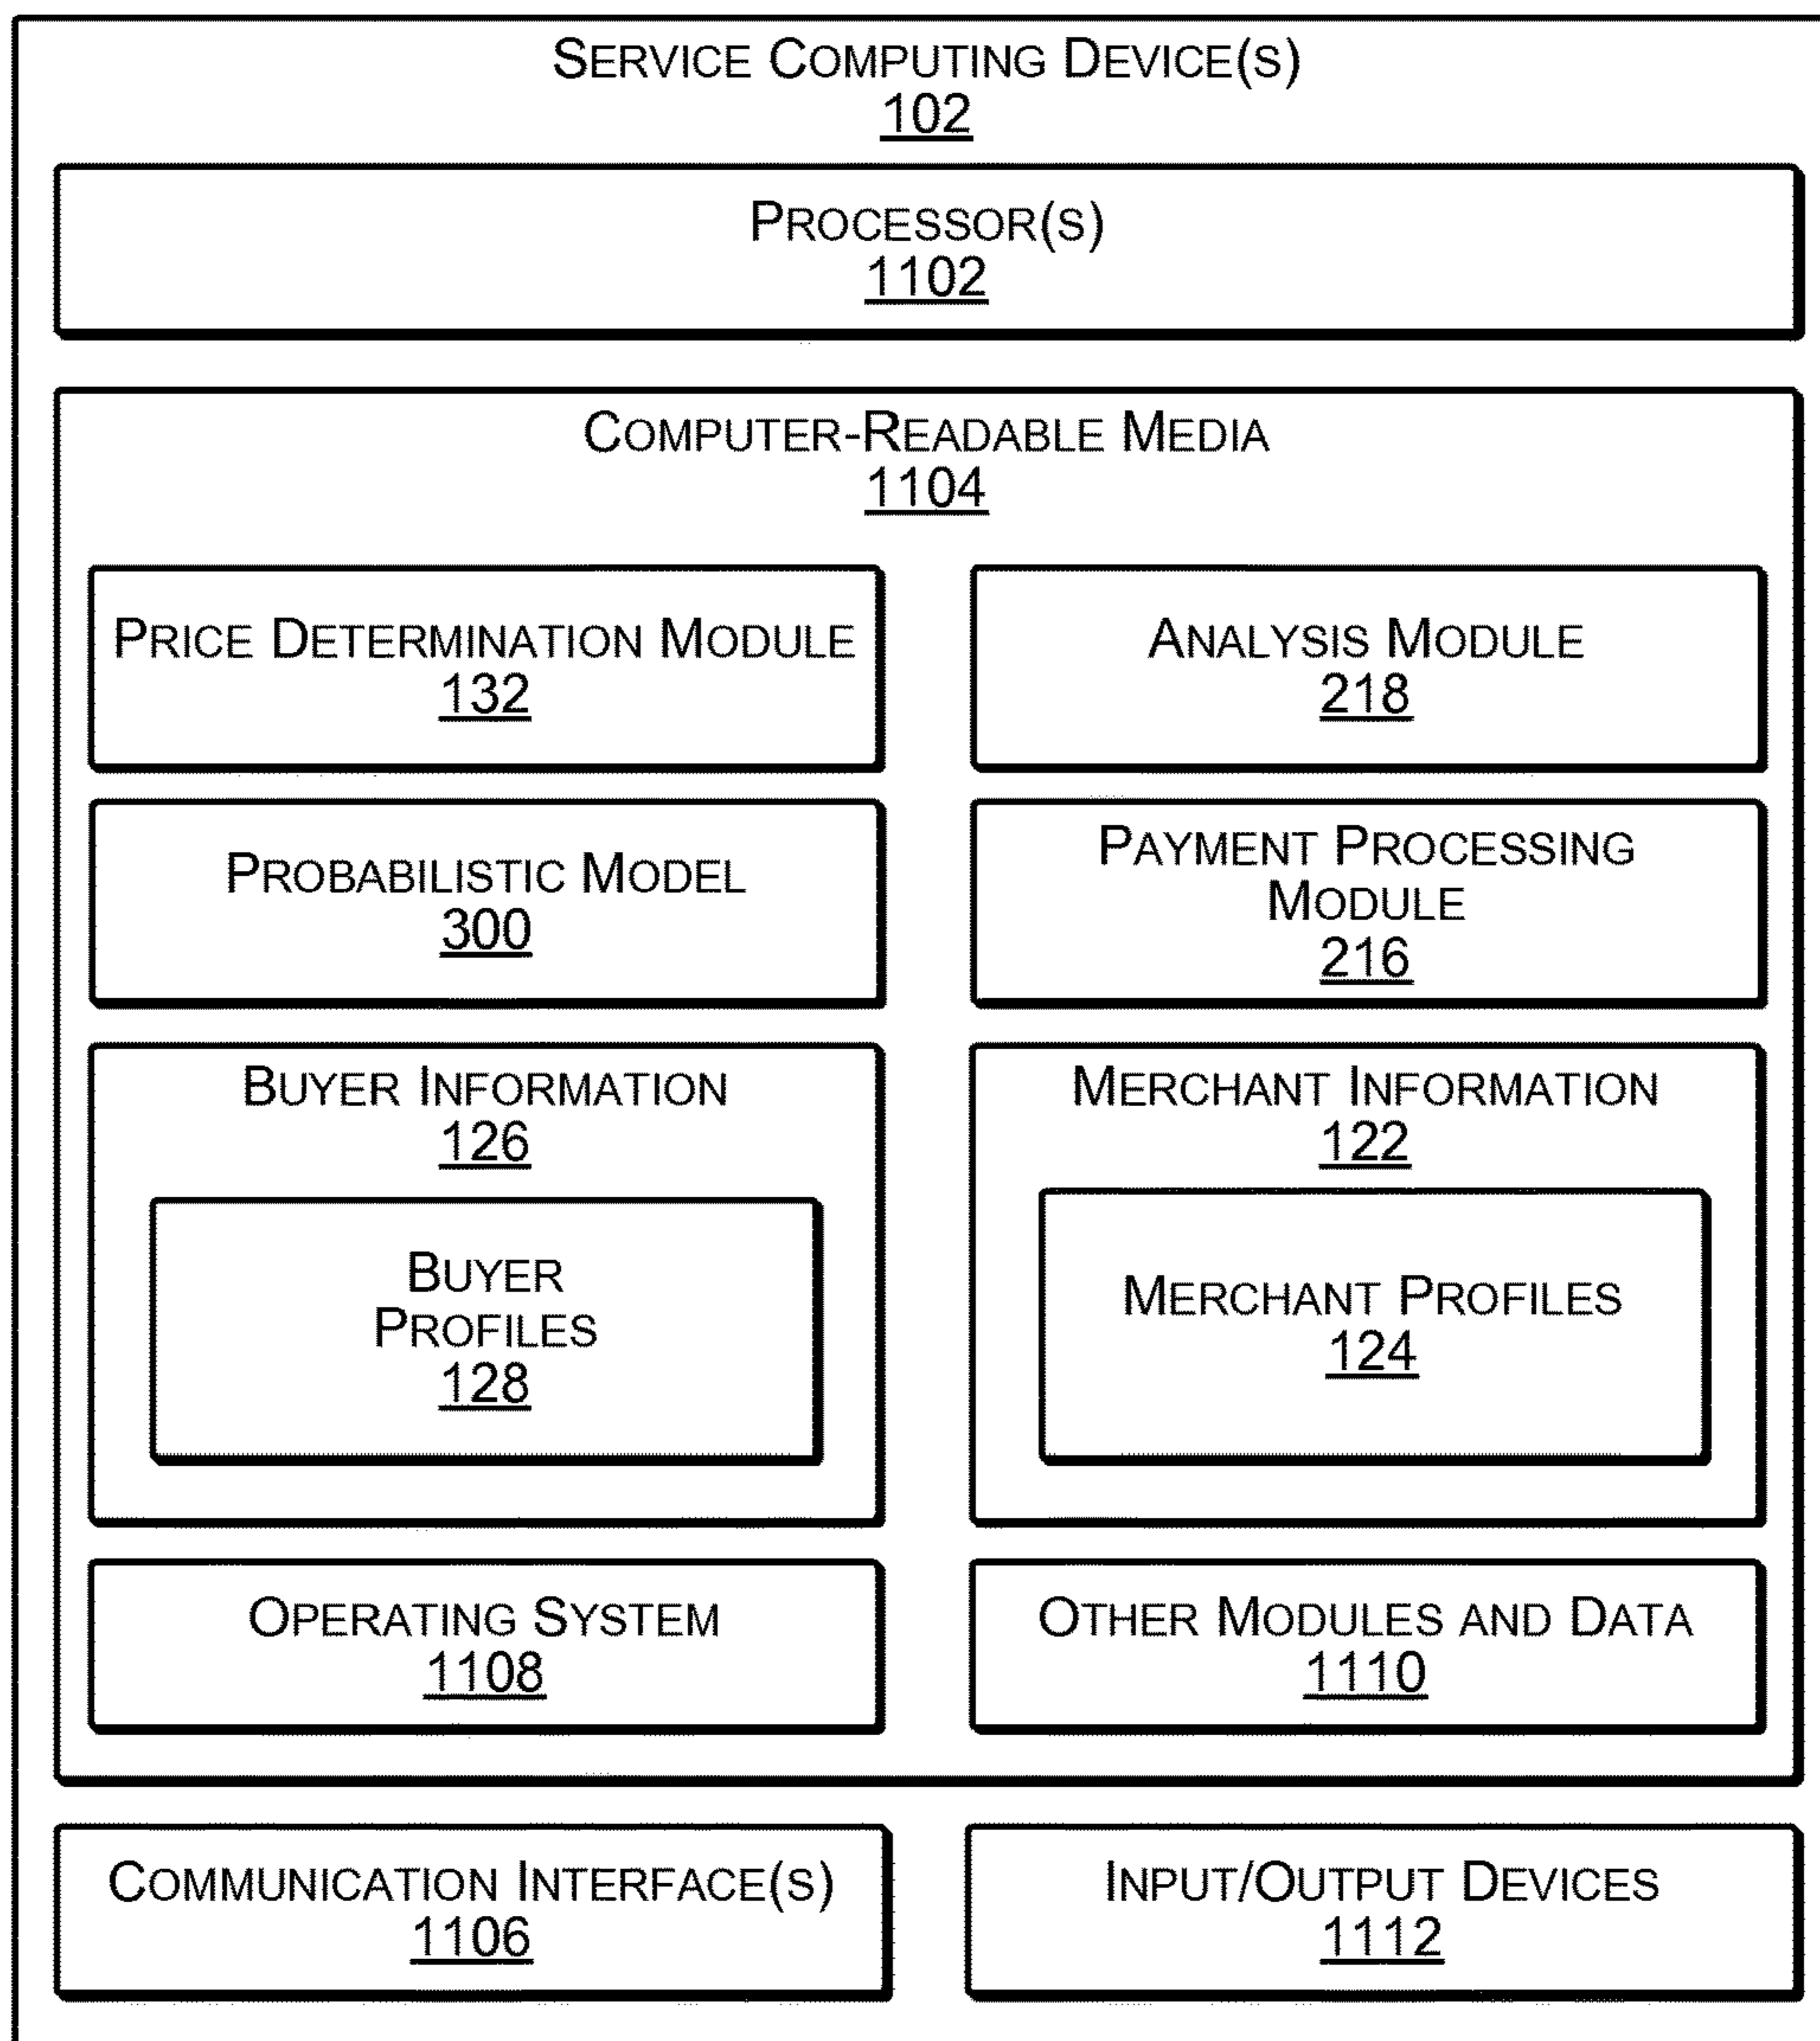 SERVICE COMPUTING DEVICE(S)
102
PROCESSOR(S)
1102
COMPUTER-READABLE MEDIA
1104
PRICE DETERMINATION MODULE
132
ANALYSIS MODULE
218
PROBABILISTIC MODEL
300
PAYMENT PROCESSING
MODULE
216
BUYER INFORMATION
126
BUYER
PROFILES
128
MERCHANT INFORMATION
122
MERCHANT PROFILES
124
OPERATING SYSTEM
1108
OTHER MODULES AND DATA
1110
COMMUNICATION INTERFACE(S)
1106
INPUT/OUTPUT DEVICES
1112